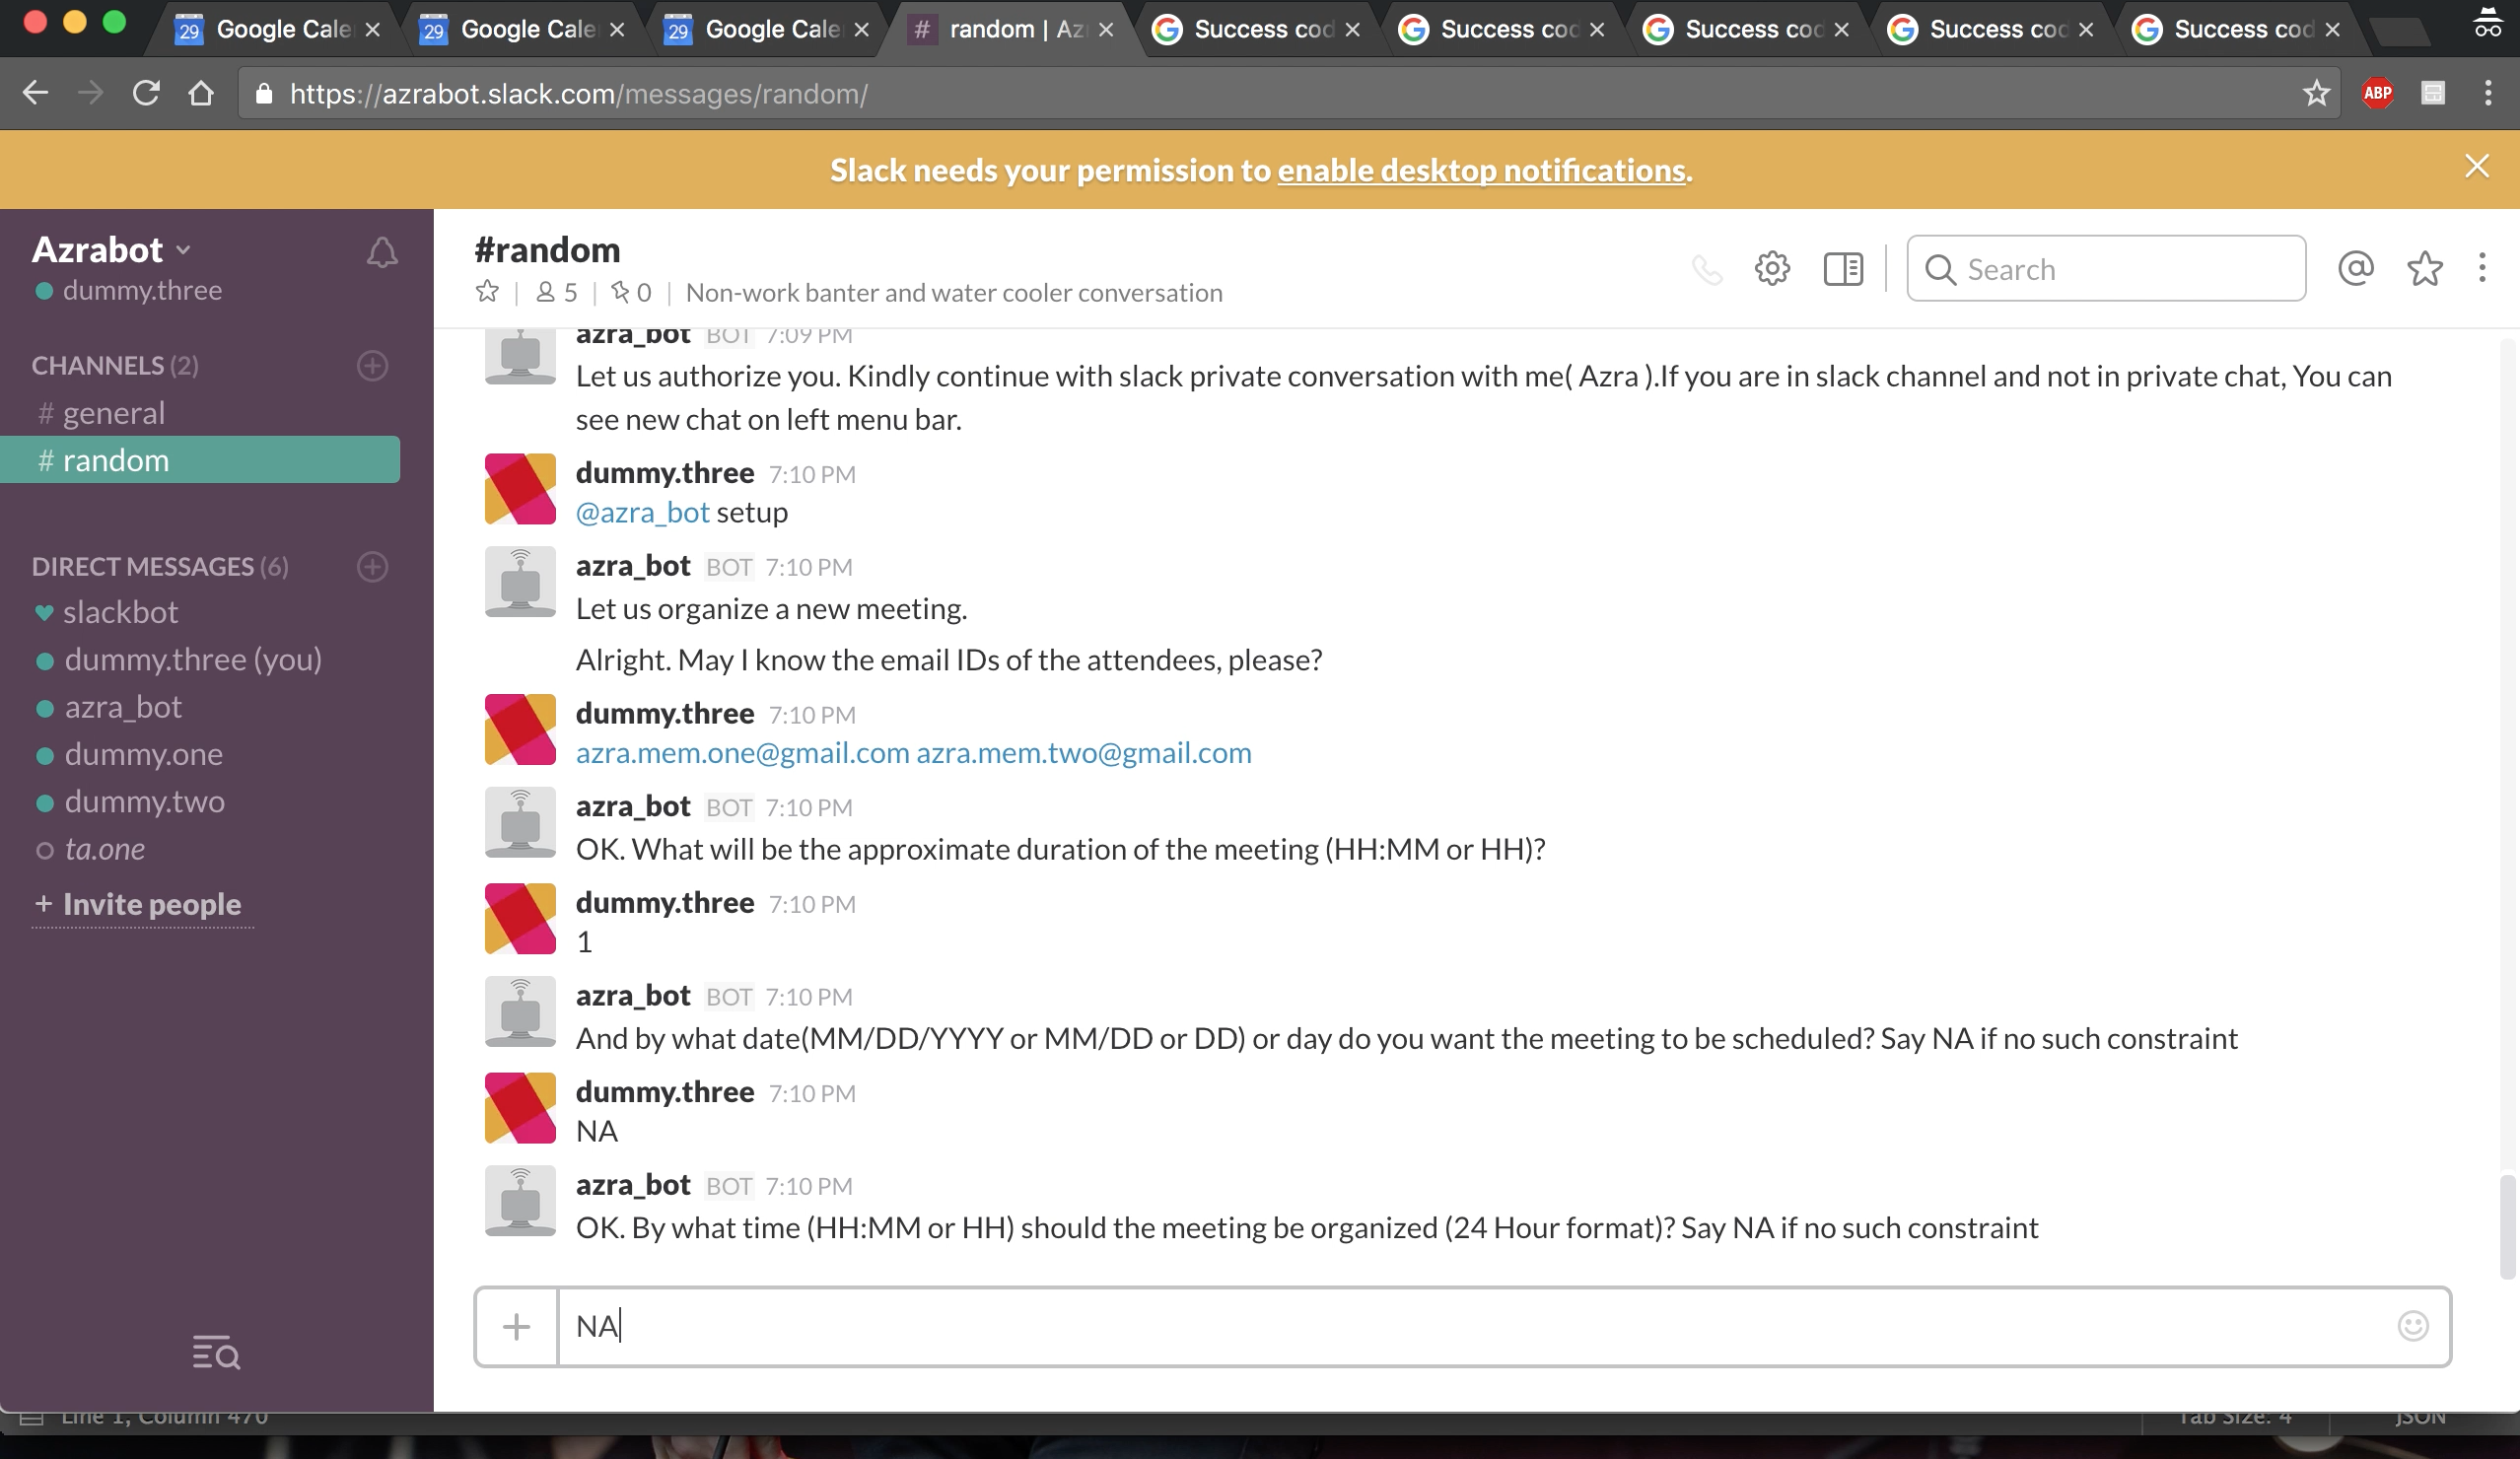 29 Google Cale
29 Google Cale
29 Google Cale
# random | Az
Success cod
Success coc
Success coc
Success coc
Success cod
https://azrabot.slack.com/messages/random/
ABP
Slack needs your permission to enable desktop notifications.
Azrabot
dummy.three
CHANNELS (2)
# general
# random
DIRECT MESSAGES (6)
slackbot
dummy.three (you)
azra_bot
dummy.one
dummy.two
ta.one
+ Invite people
#random
5 | 0 | Non-work banter and water cooler conversation
Search
azra_bot BOT 7:09 PM
Let us authorize you. Kindly continue with slack private conversation with me( Azra ).If you are in slack channel and not in private chat, You can
see new chat on left menu bar.
dummy.three 7:10 PM
@azra_bot setup
azra_bot BOT 7:10 PM
Let us organize a new meeting.
Alright. May I know the email IDs of the attendees, please?
dummy.three 7:10 PM
azra.mem.one@gmail.com azra.mem.two@gmail.com
azra_bot BOT 7:10 PM
OK. What will be the approximate duration of the meeting (HH:MM or HH)?
dummy.three 7:10 PM
1
azra_bot BOT 7:10 PM
And by what date(MM/DD/YYYY or MM/DD or DD) or day do you want the meeting to be scheduled? Say NA if no such constraint
dummy.three 7:10 PM
NA
azra_bot BOT 7:10 PM
OK. By what time (HH:MM or HH) should the meeting be organized (24 Hour format)? Say NA if no such constraint
NA
Line 1, Column 470
Tab Size: 4
JSON